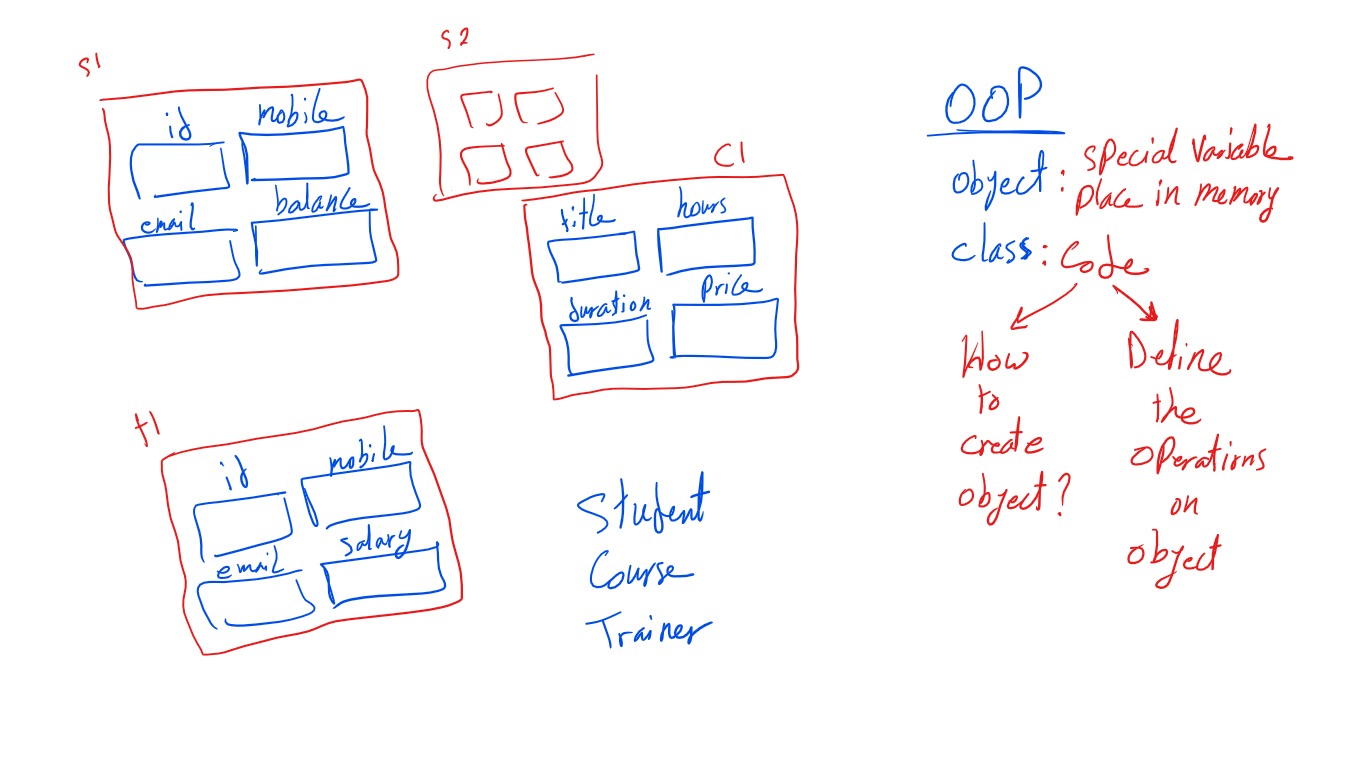 S1
id
mobile
email
balance
S2
C1
title
hours
duration
Price
t1
id
mobile
email
salary
Student
Course
Trainer
OOP
object: special variable
place in memory
class: Code
How
to
create
object?
Define
the
operations
on
object